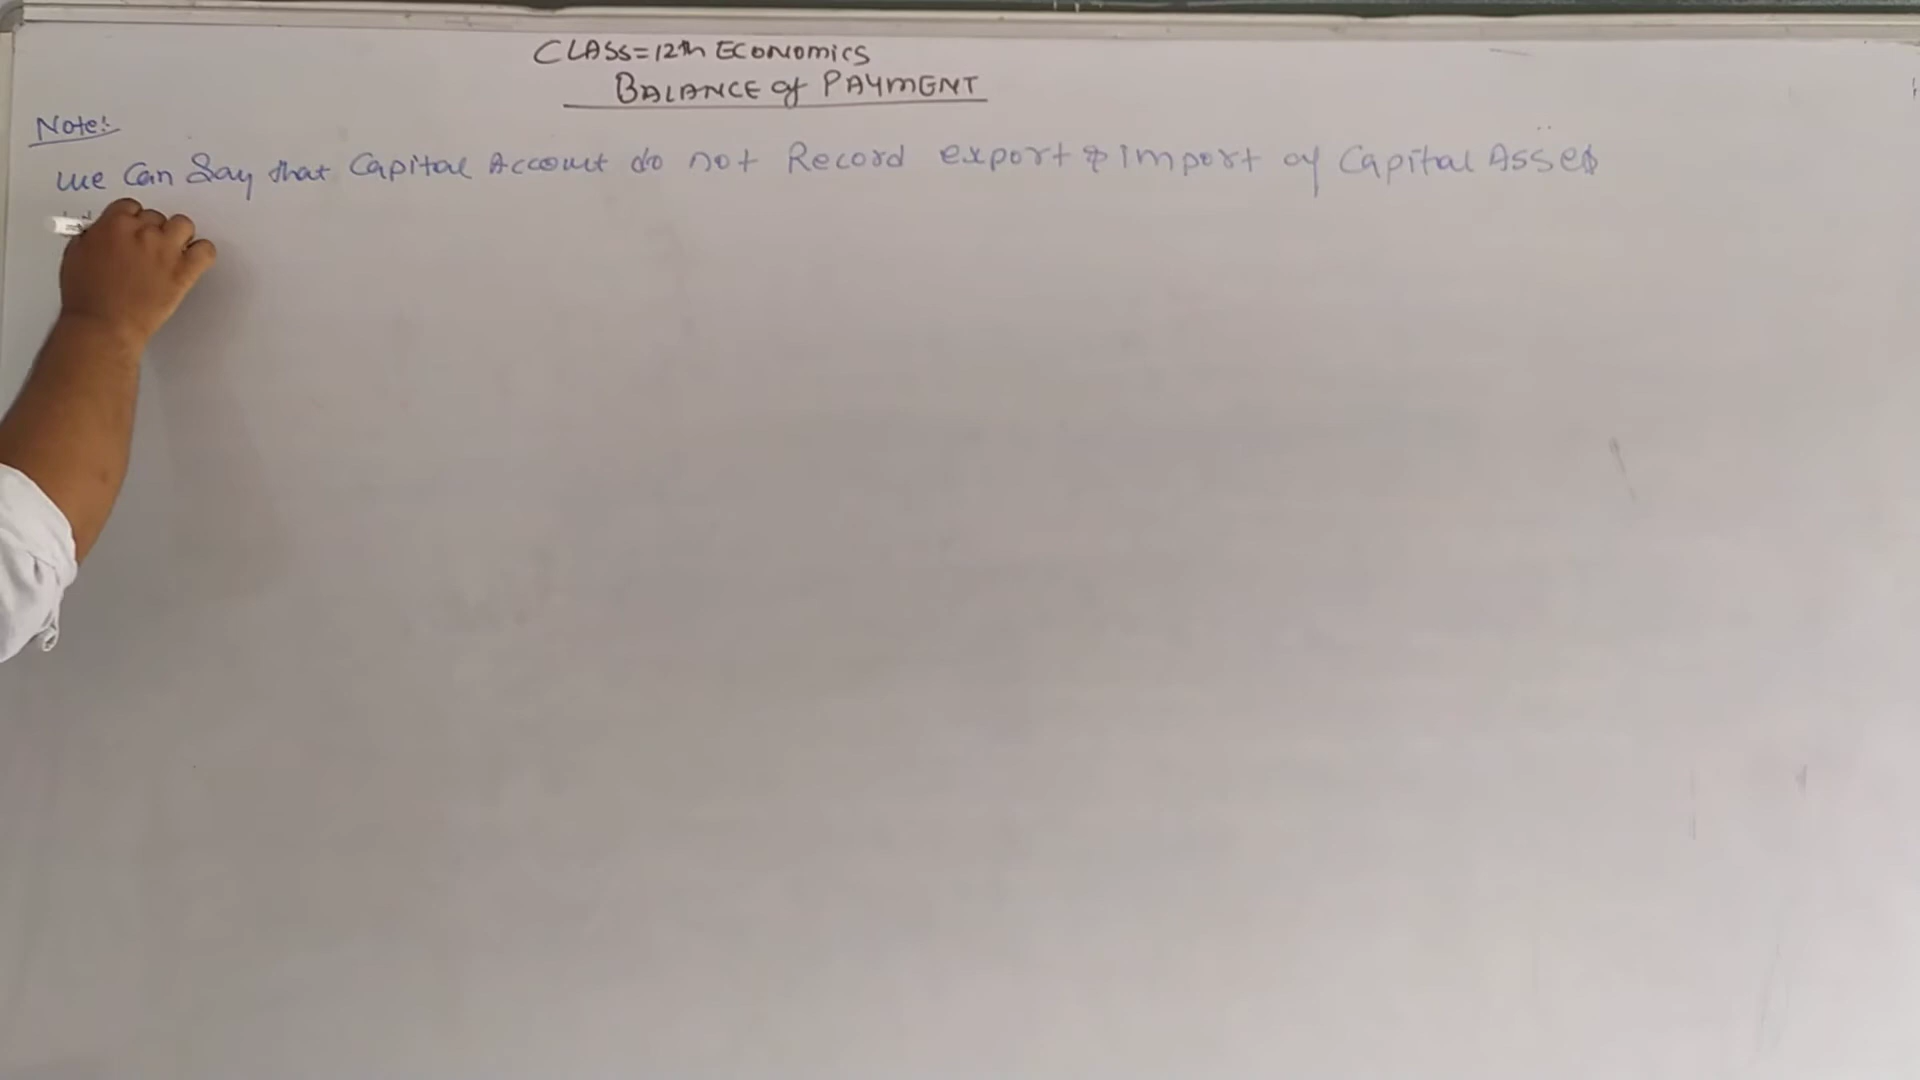 CLASS=12th ECONOMICS
BALANCE of PAYMENT
Note:
We Can Say that Capital Account do not Record export & Import of Capital Asses